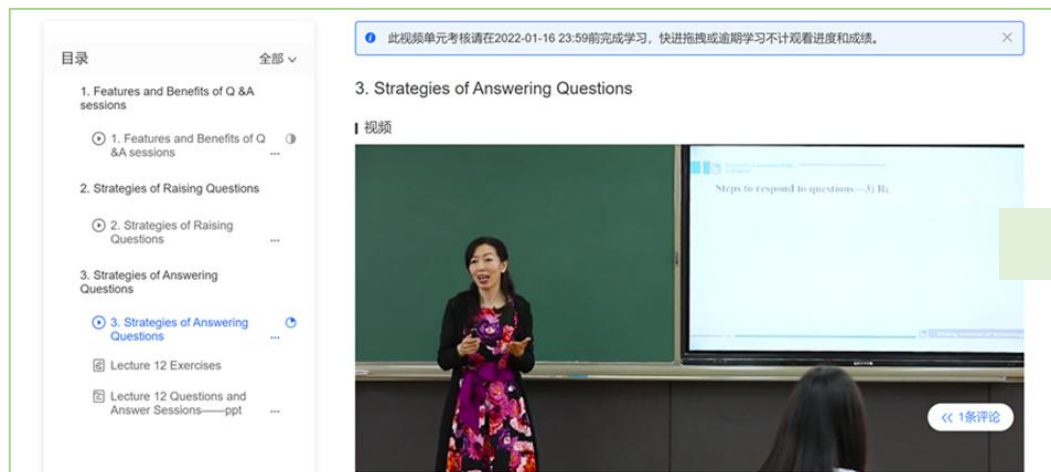 此视频单元考核请在2022-01-16 23:59前完成学习，快进拖拽或逾期学习不计观看进度和成绩。
目录
全部
1. Features and Benefits of Q &A
sessions
1. Features and Benefits of Q
&A sessions
...
2. Strategies of Raising Questions
2. Strategies of Raising
Questions
...
3. Strategies of Answering
Questions
3. Strategies of Answering
Questions
...
Lecture 12 Exercises
Lecture 12 Questions and
Answer Sessions——ppt
...
3. Strategies of Answering Questions
视频
Steps to respond to questions—3) Re
1条评论